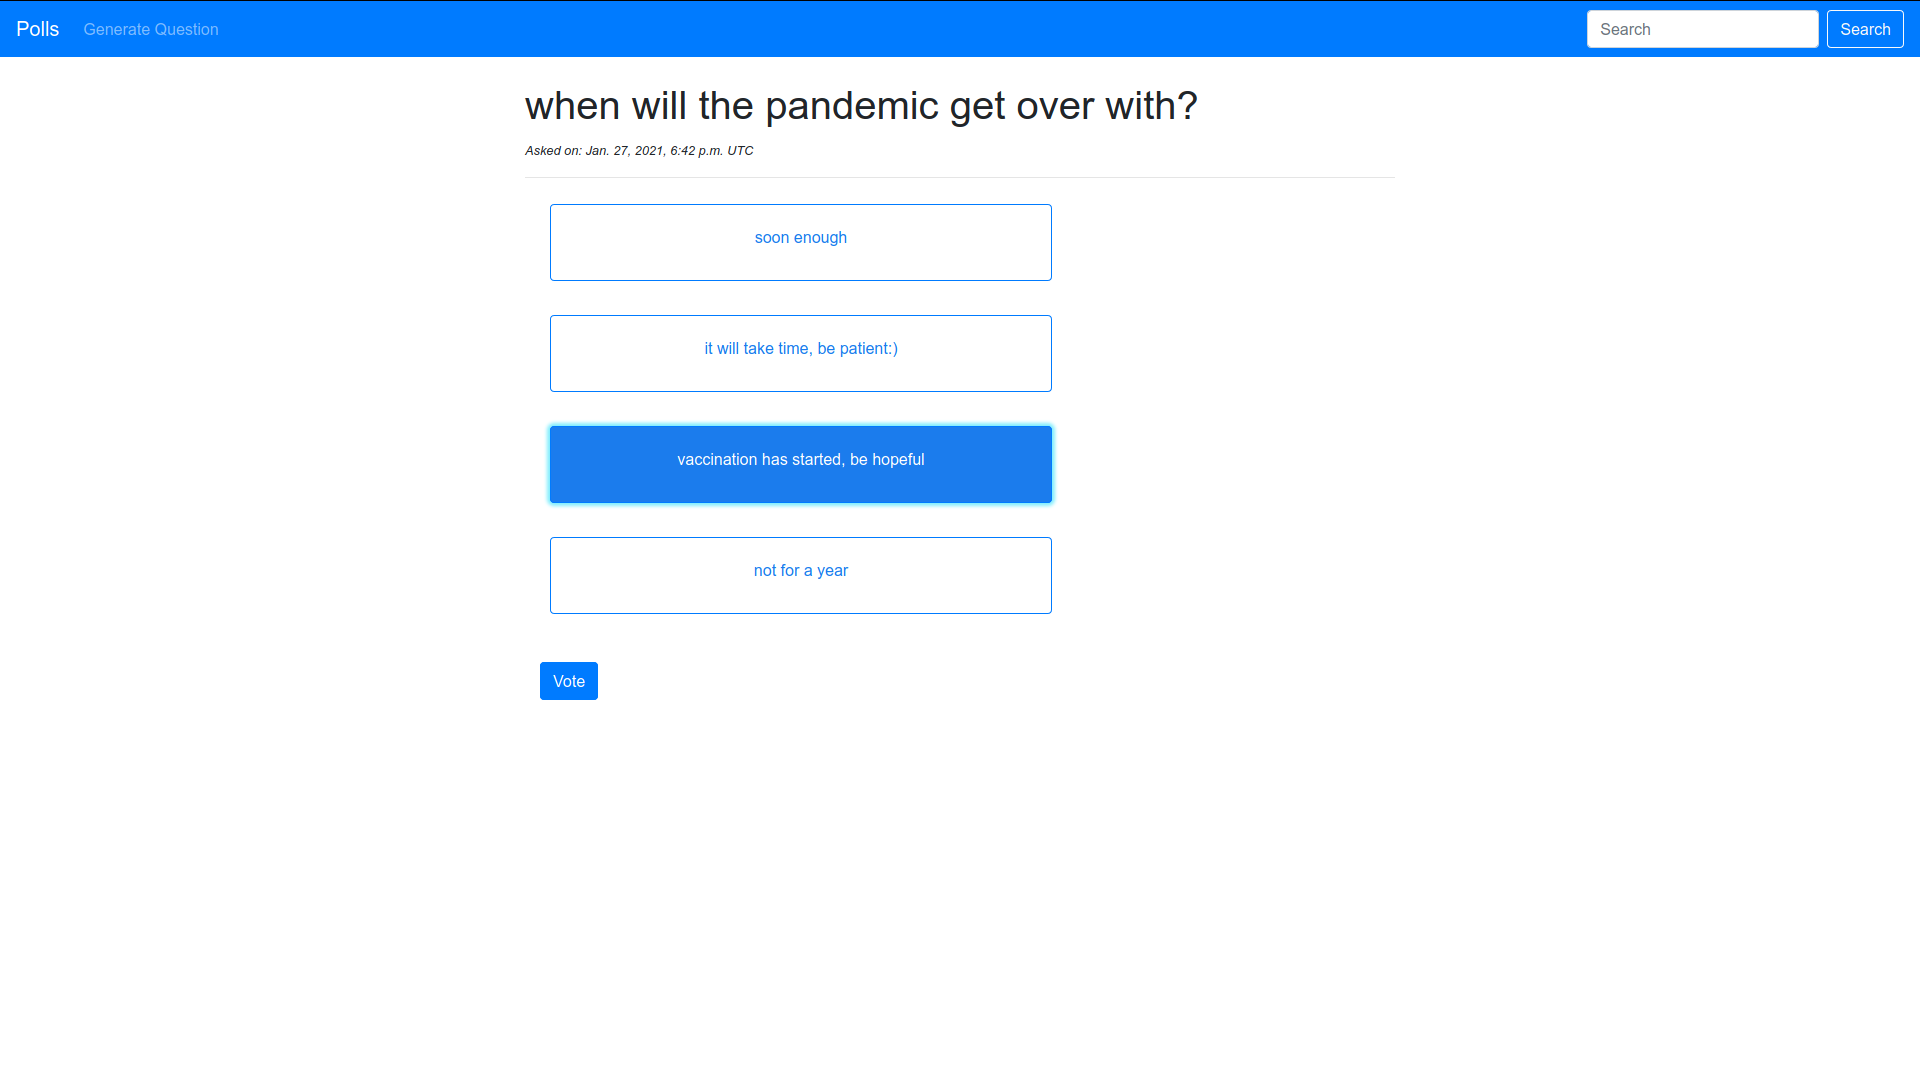 Polls Generate Question Search Search
when will the pandemic get over with?
Asked on: Jan. 27, 2021, 6:42 p.m. UTC
soon enough
it will take time, be patient:)
vaccination has started, be hopeful
not for a year
Vote